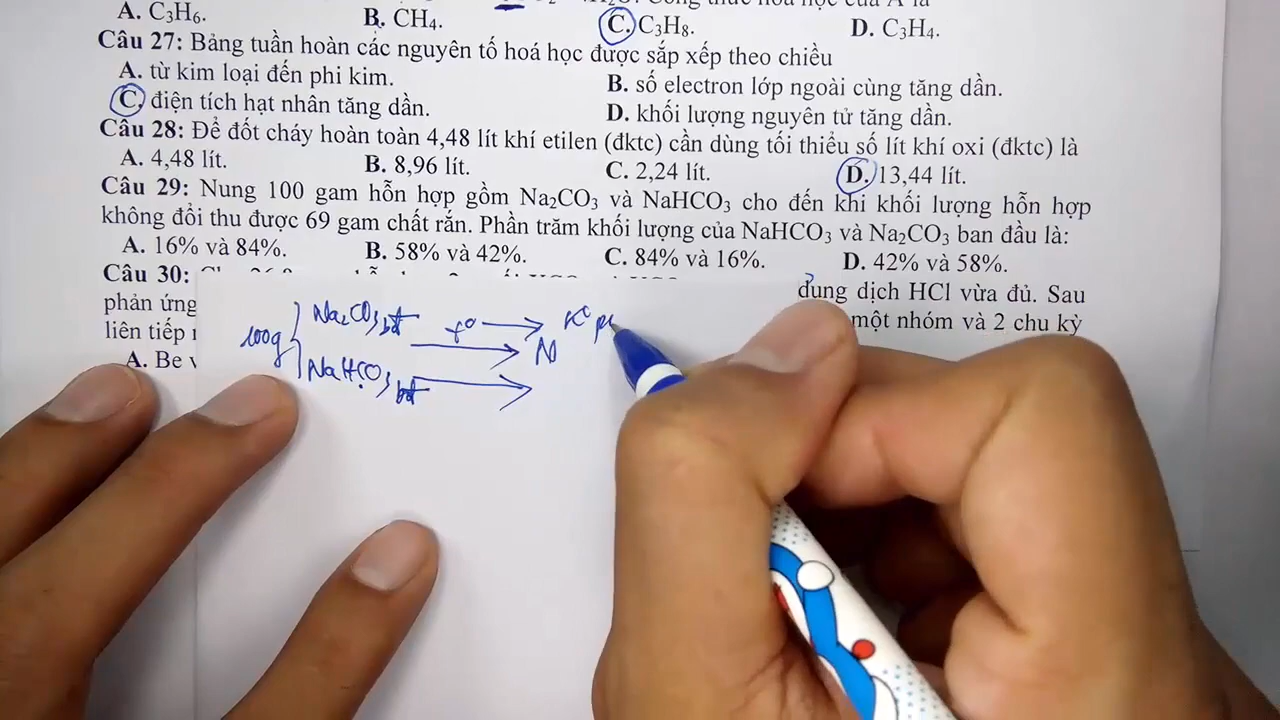 A. C₃H₆. B. CH₄. C. C₃H₈. D. C₃H₄.
Câu 27: Bảng tuần hoàn các nguyên tố hoá học được sắp xếp theo chiều
A. từ kim loại đến phi kim. B. số electron lớp ngoài cùng tăng dần.
C. điện tích hạt nhân tăng dần. D. khối lượng nguyên tử tăng dần.
Câu 28: Để đốt cháy hoàn toàn 4,48 lít khí etilen (đktc) cần dùng tối thiểu số lít khí oxi (đktc) là
A. 4,48 lít. B. 8,96 lít. C. 2,24 lít. D. 13,44 lít.
Câu 29: Nung 100 gam hỗn hợp gồm Na₂CO₃ và NaHCO₃ cho đến khi khối lượng hỗn hợp
không đổi thu được 69 gam chất rắn. Phần trăm khối lượng của NaHCO₃ và Na₂CO₃ ban đầu là:
A. 16% và 84%. B. 58% và 42%. C. 84% và 16%. D. 42% và 58%.
Câu 30:
dung dịch HCl vừa đủ. Sau
phản ứng một nhóm và 2 chu kỳ
liên tiếp
A. Be v
100g Na₂CO₃ bđ t° K°
NaHCO₃ bđ